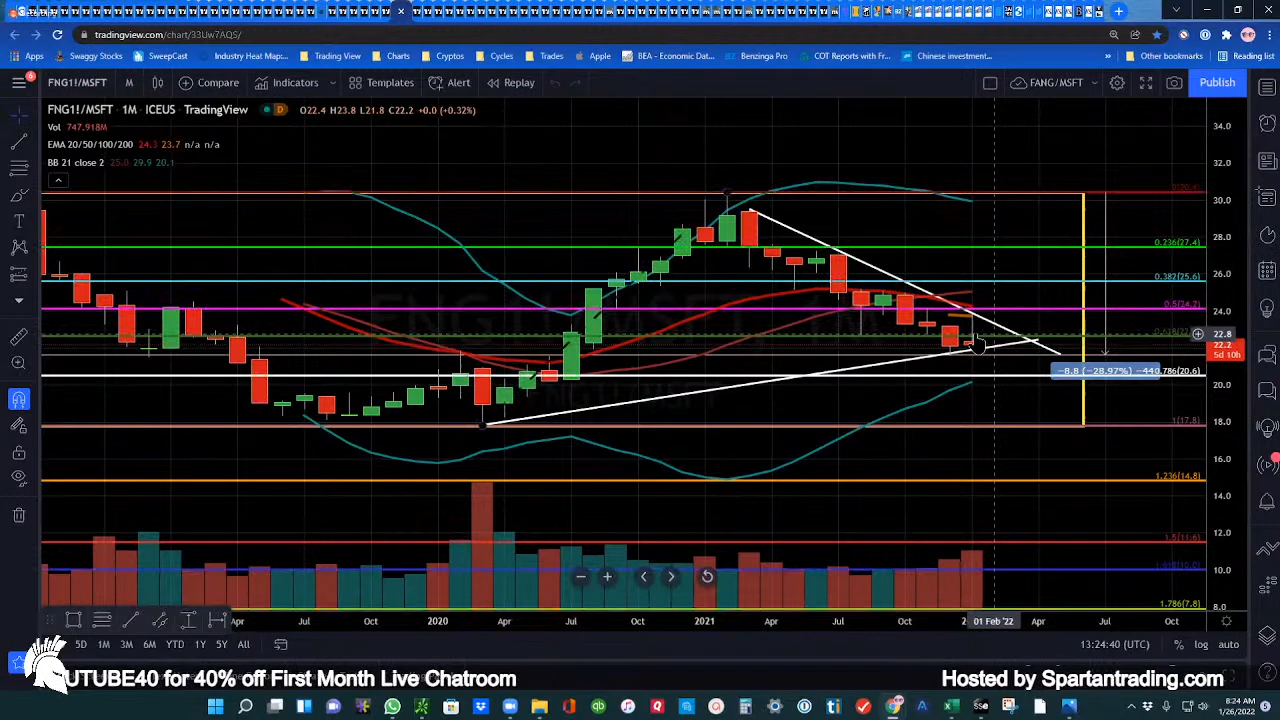 tradingview.com/chart/33Uw7AQS/
Apps Swaggy Stocks SweepCast Industry Heat Map... Trading View Charts Cryptos Cycles Trades Apple BEA - Economic Dat... Benzinga Pro COT Reports with Fr... Chinese investment... » Other bookmarks Reading list
6 FNG1!/MSFT M Compare Indicators Templates Alert Replay FANG/MSFT Publish
FNG1!/MSFT · 1M · ICEUS · TradingView D O22.4 H23.8 L21.8 C22.2 +0.0 (+0.32%)
Vol 747.918M
EMA 20/50/100/200 24.3 23.7 n/a n/a
BB 21 close 2 25.0 29.9 20.1
34.0
32.0
30.0
28.0
0.236(27.4)
26.0
0.382(25.6)
24.0
0.5(24.2)
22.8
22.2
5d 10h
−8.8 (−28.97%) −440
0.786(20.6)
20.0
18.0
1(17.8)
16.0
1.236(14.8)
14.0
12.0
1.5(11.6)
10.0
1.786(7.8)
8.0
Apr Jul Oct 2020 Apr Jul Oct 2021 Apr Jul Oct 01 Feb '22 Apr Jul Oct
5D 1M 3M 6M YTD 1Y 5Y All 13:24:40 (UTC) % log auto
UTUBE40 for 40% off First Month Live Chatroom
Hosted by Spartantrading.com
8:24 AM
1/26/2022